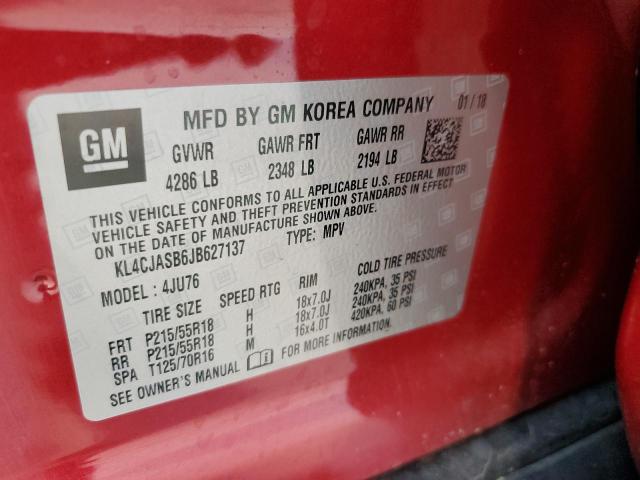 GM
MFD BY GM KOREA COMPANY 01/18
GVWR GAWR FRT GAWR RR
4286 LB 2348 LB 2194 LB
THIS VEHICLE CONFORMS TO ALL APPLICABLE U.S. FEDERAL MOTOR
VEHICLE SAFETY AND THEFT PREVENTION STANDARDS IN EFFECT
ON THE DATE OF MANUFACTURE SHOWN ABOVE.
KL4CJASB6JB627137 TYPE: MPV
MODEL: 4JU76
TIRE SIZE SPEED RTG RIM COLD TIRE PRESSURE
FRT P215/55R18 H 18x7.0J 240KPA, 35 PSI
RR P215/55R18 H 18x7.0J 240KPA, 35 PSI
SPA T125/70R16 M 16x4.0T 420KPA, 60 PSI
SEE OWNER'S MANUAL FOR MORE INFORMATION.